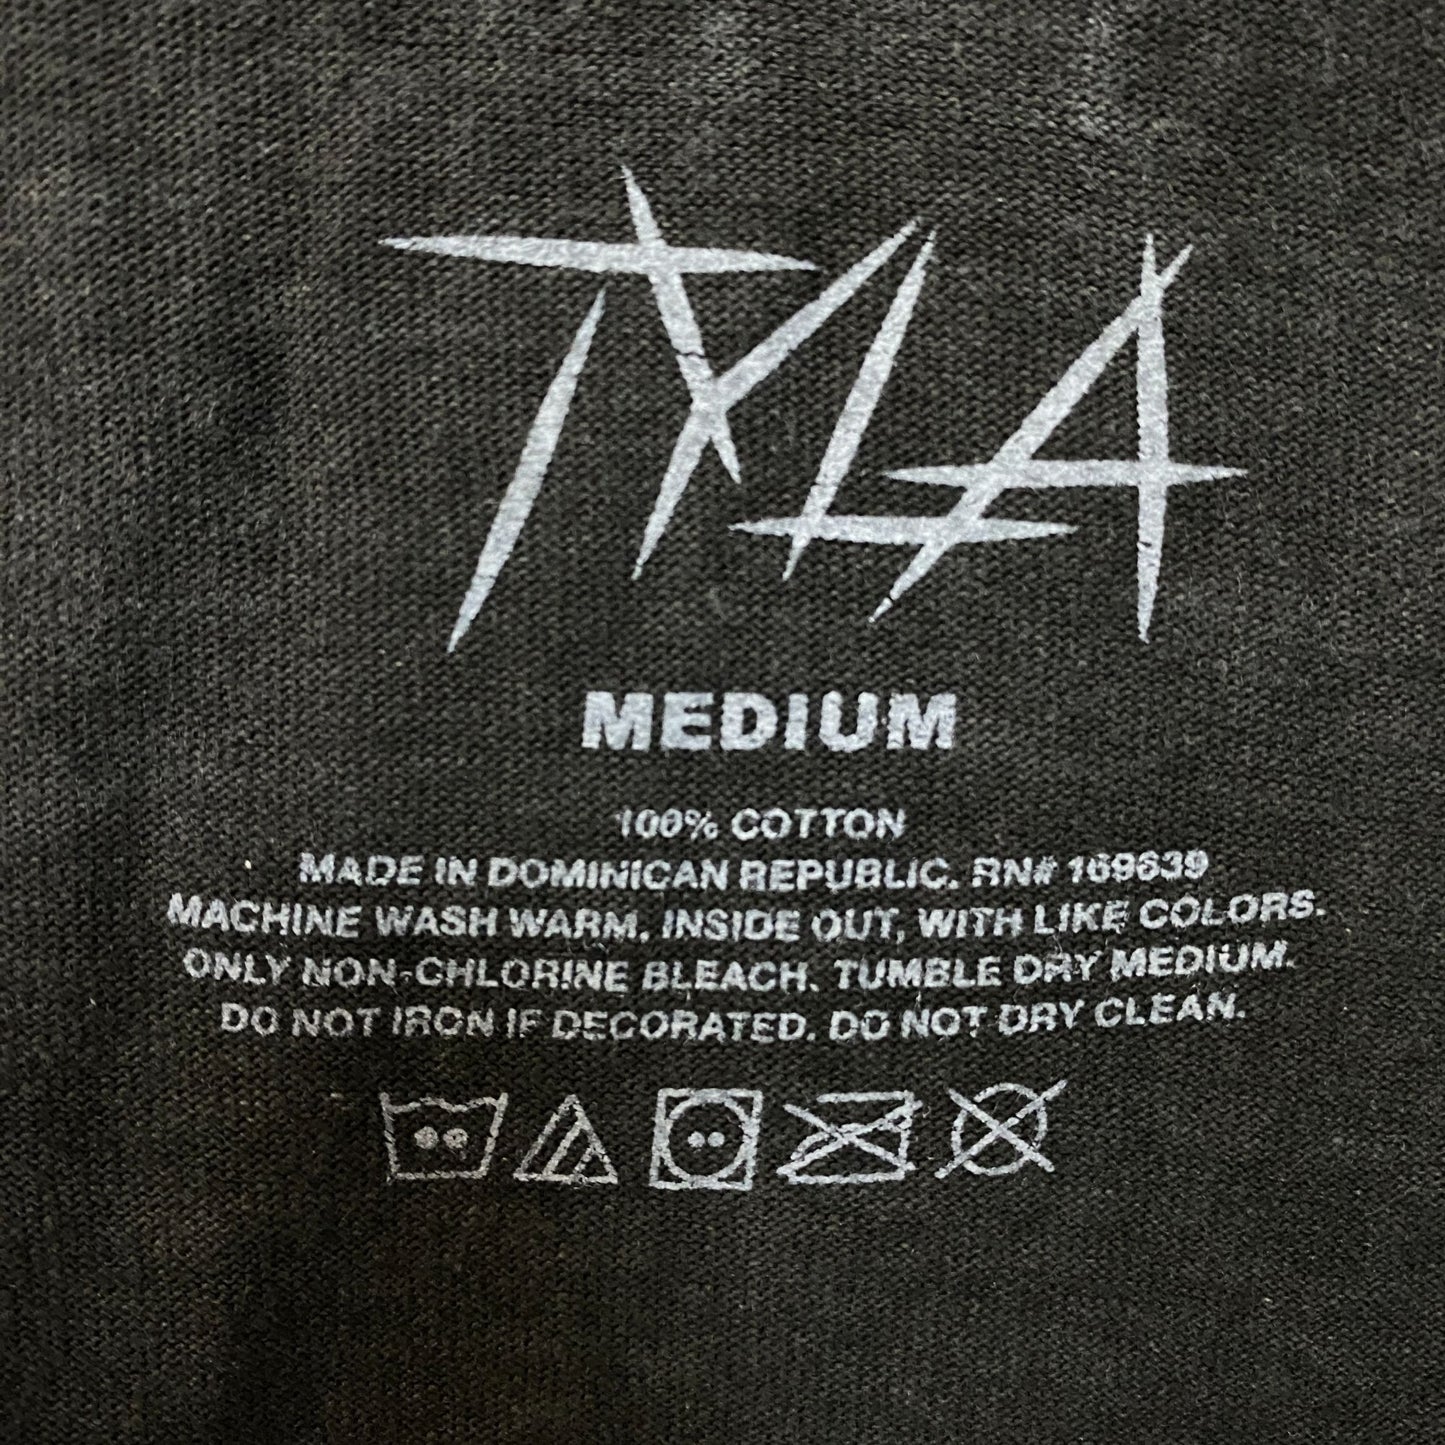 TYLA
MEDIUM
100% COTTON
MADE IN DOMINICAN REPUBLIC. RN# 169639
MACHINE WASH WARM. INSIDE OUT, WITH LIKE COLORS.
ONLY NON-CHLORINE BLEACH. TUMBLE DRY MEDIUM.
DO NOT IRON IF DECORATED. DO NOT DRY CLEAN.